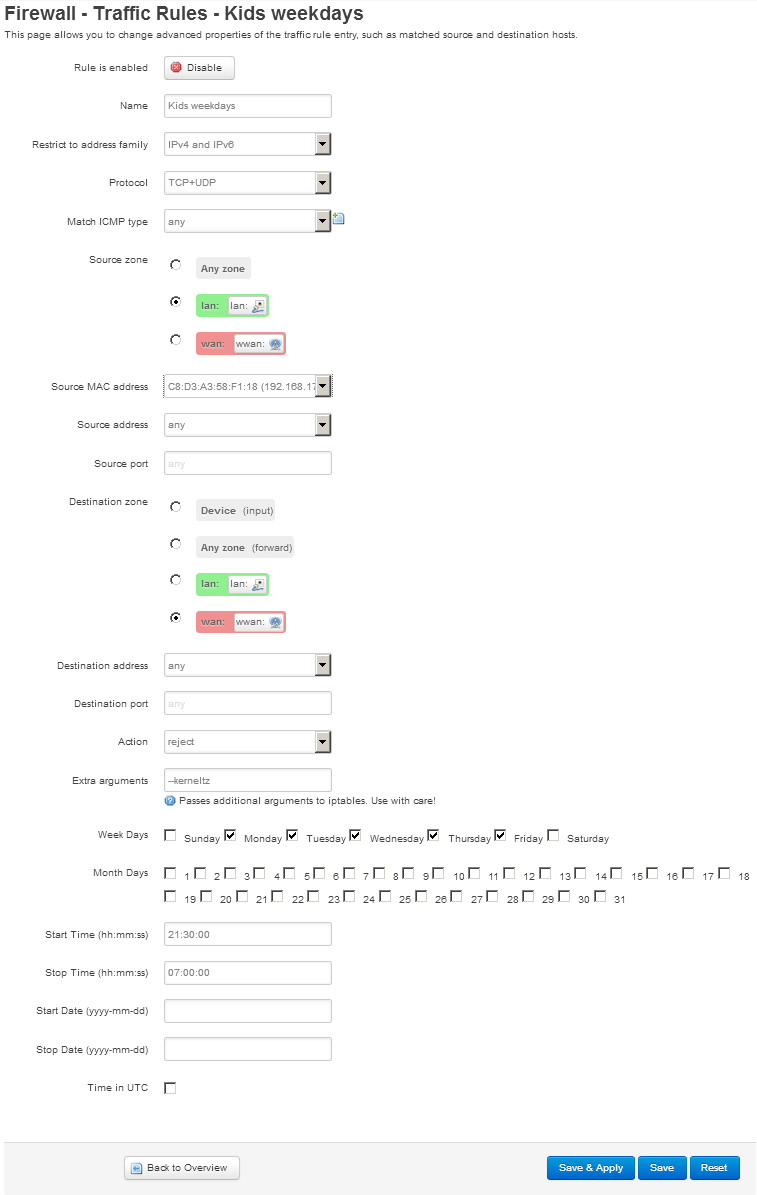 Firewall - Traffic Rules - Kids weekdays
This page allows you to change advanced properties of the traffic rule entry, such as matched source and destination hosts.
Rule is enabled Disable
Name Kids weekdays
Restrict to address family IPv4 and IPv6
Protocol TCP+UDP
Match ICMP type any
Source zone Any zone
lan: lan:
wan: wwan:
Source MAC address C8:D3:A3:58:F1:18 (192.168.17
Source address any
Source port any
Destination zone Device (input)
Any zone (forward)
lan: lan:
wan: wwan:
Destination address any
Destination port any
Action reject
Extra arguments --kerneltz
Passes additional arguments to iptables. Use with care!
Week Days Sunday Monday Tuesday Wednesday Thursday Friday Saturday
Month Days 1 2 3 4 5 6 7 8 9 10 11 12 13 14 15 16 17 18
19 20 21 22 23 24 25 26 27 28 29 30 31
Start Time (hh:mm:ss) 21:30:00
Stop Time (hh:mm:ss) 07:00:00
Start Date (yyyy-mm-dd)
Stop Date (yyyy-mm-dd)
Time in UTC
Back to Overview Save & Apply Save Reset